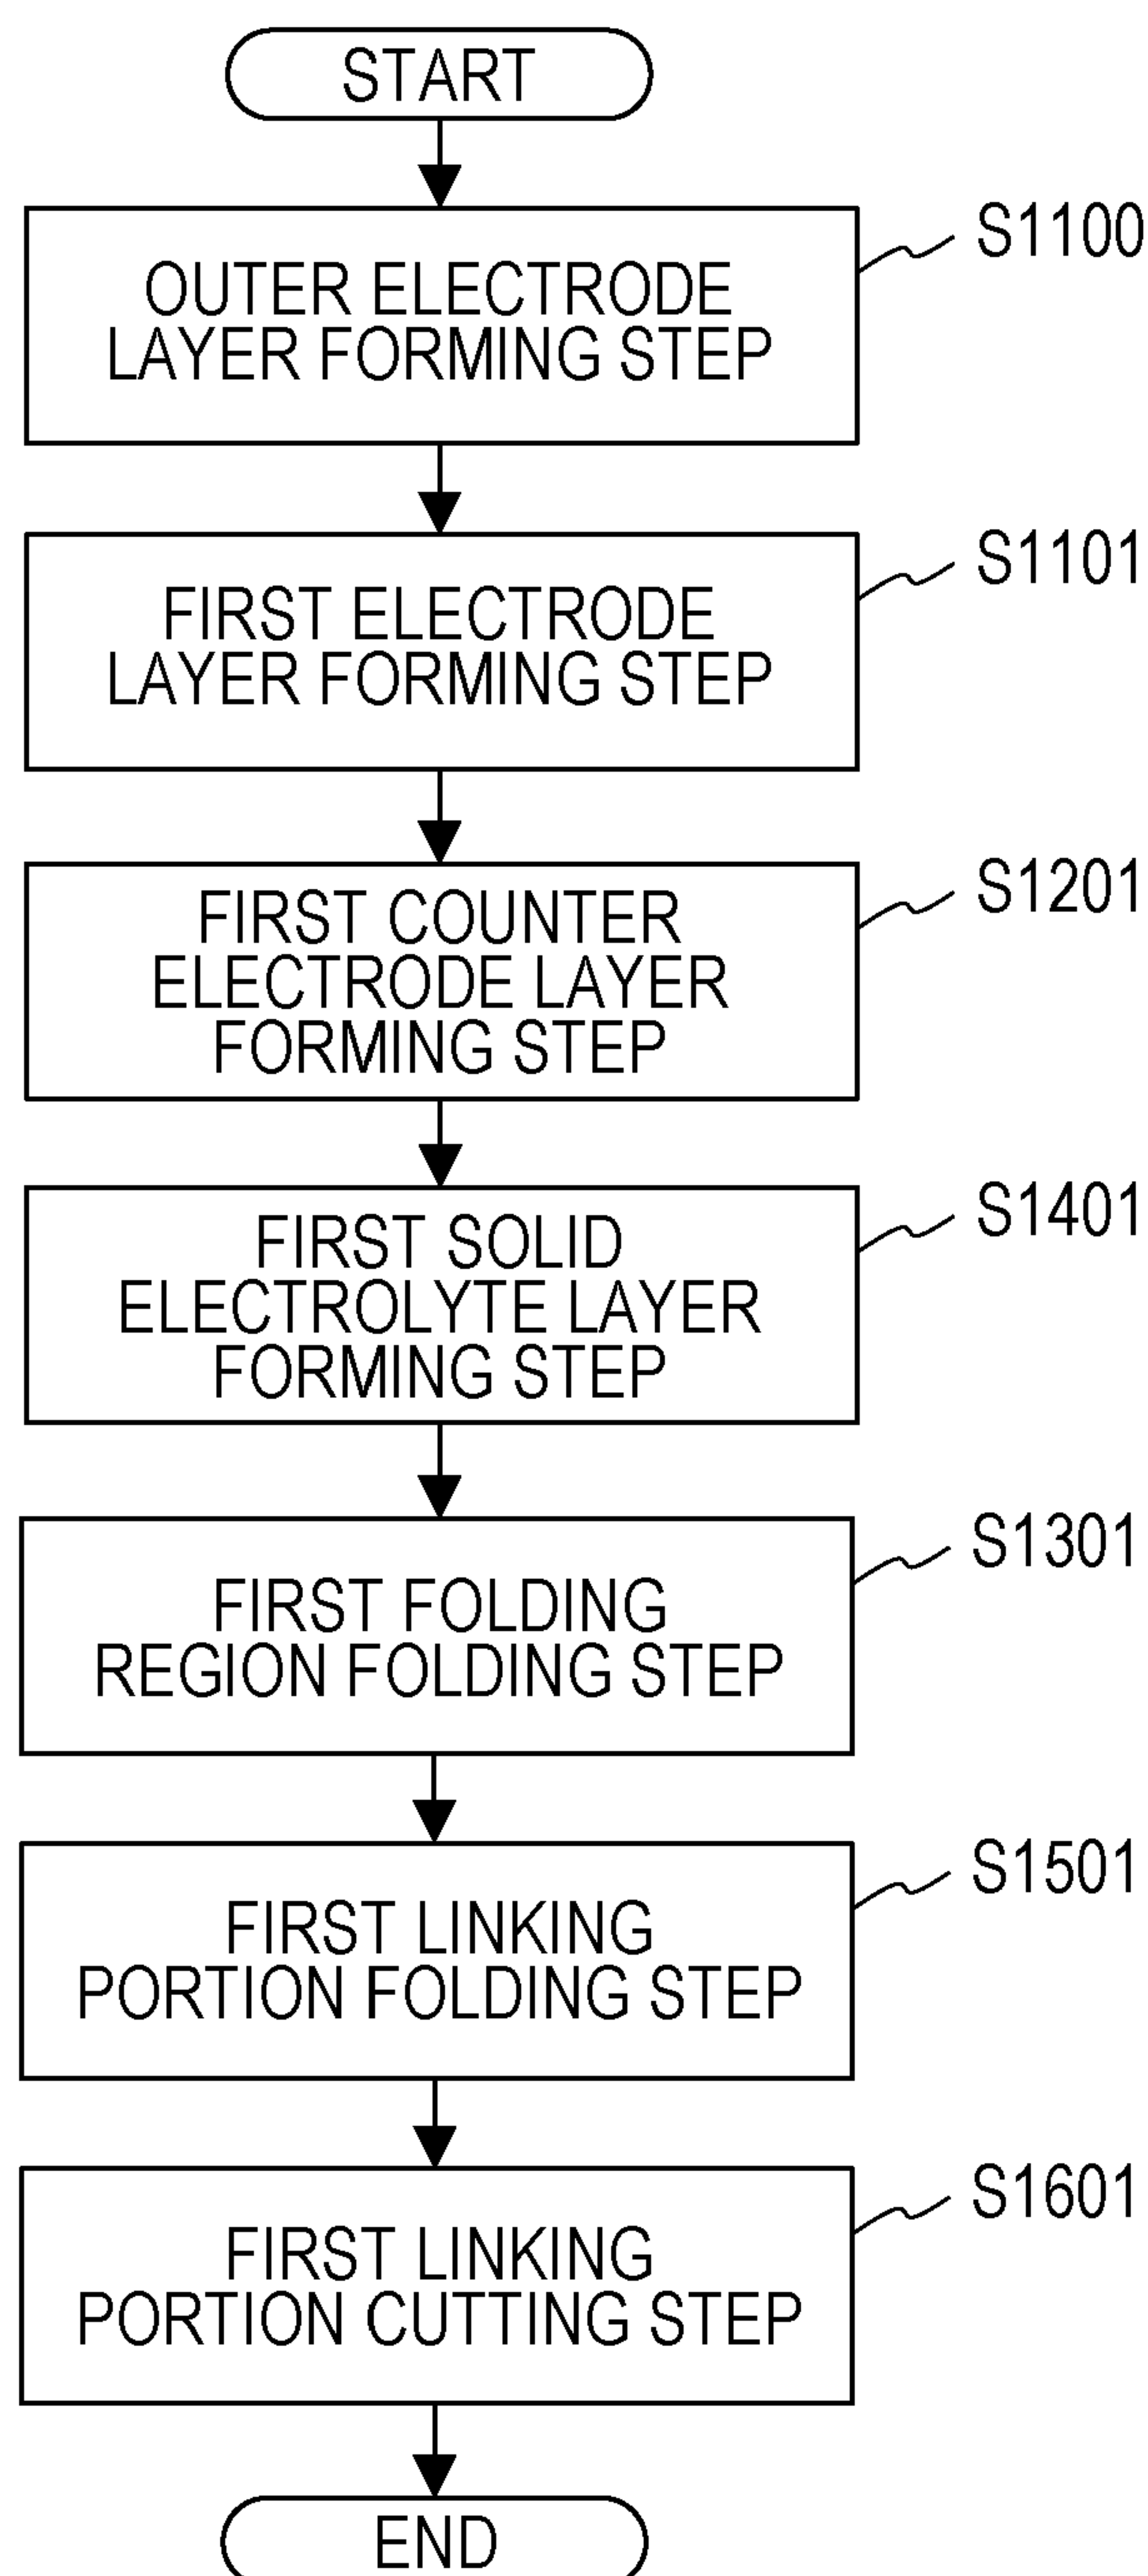 START
S1100
OUTER ELECTRODE
LAYER FORMING STEP
S1101
FIRST ELECTRODE
LAYER FORMING STEP
S1201
FIRST COUNTER
ELECTRODE LAYER
FORMING STEP
S1401
FIRST SOLID
ELECTROLYTE LAYER
FORMING STEP
S1301
FIRST FOLDING
REGION FOLDING STEP
S1501
FIRST LINKING
PORTION FOLDING STEP
S1601
FIRST LINKING
PORTION CUTTING STEP
END